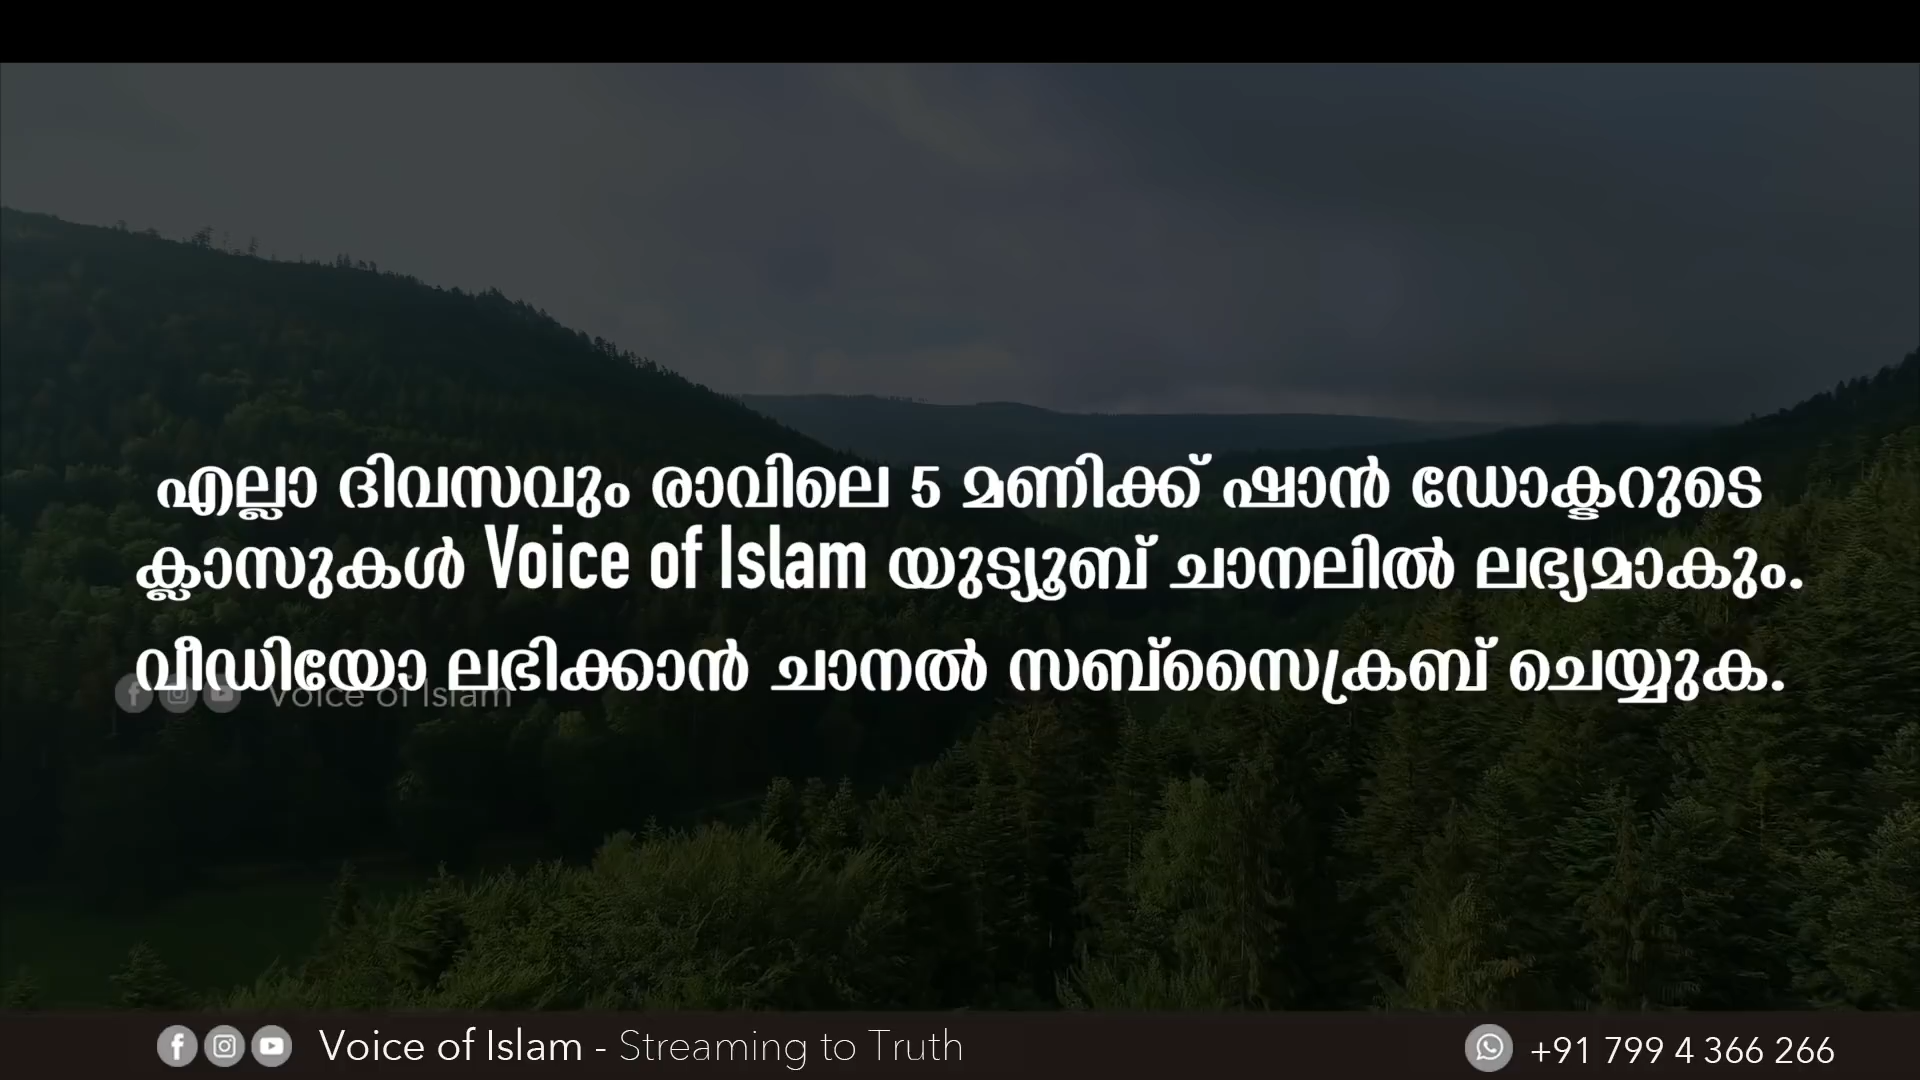 എല്ലാ ദിവസവും രാവിലെ 5 മണിക്ക് ഷാൻ ഡോക്ടറുടെ
ക്ലാസുകൾ Voice of Islam യുട്യൂബ് ചാനലിൽ ലഭ്യമാകും.
വീഡിയോ ലഭിക്കാൻ ചാനൽ സബ്സൈക്രബ് ചെയ്യുക.
Voice of Islam
Voice of Islam - Streaming to Truth
+91 799 4 366 266